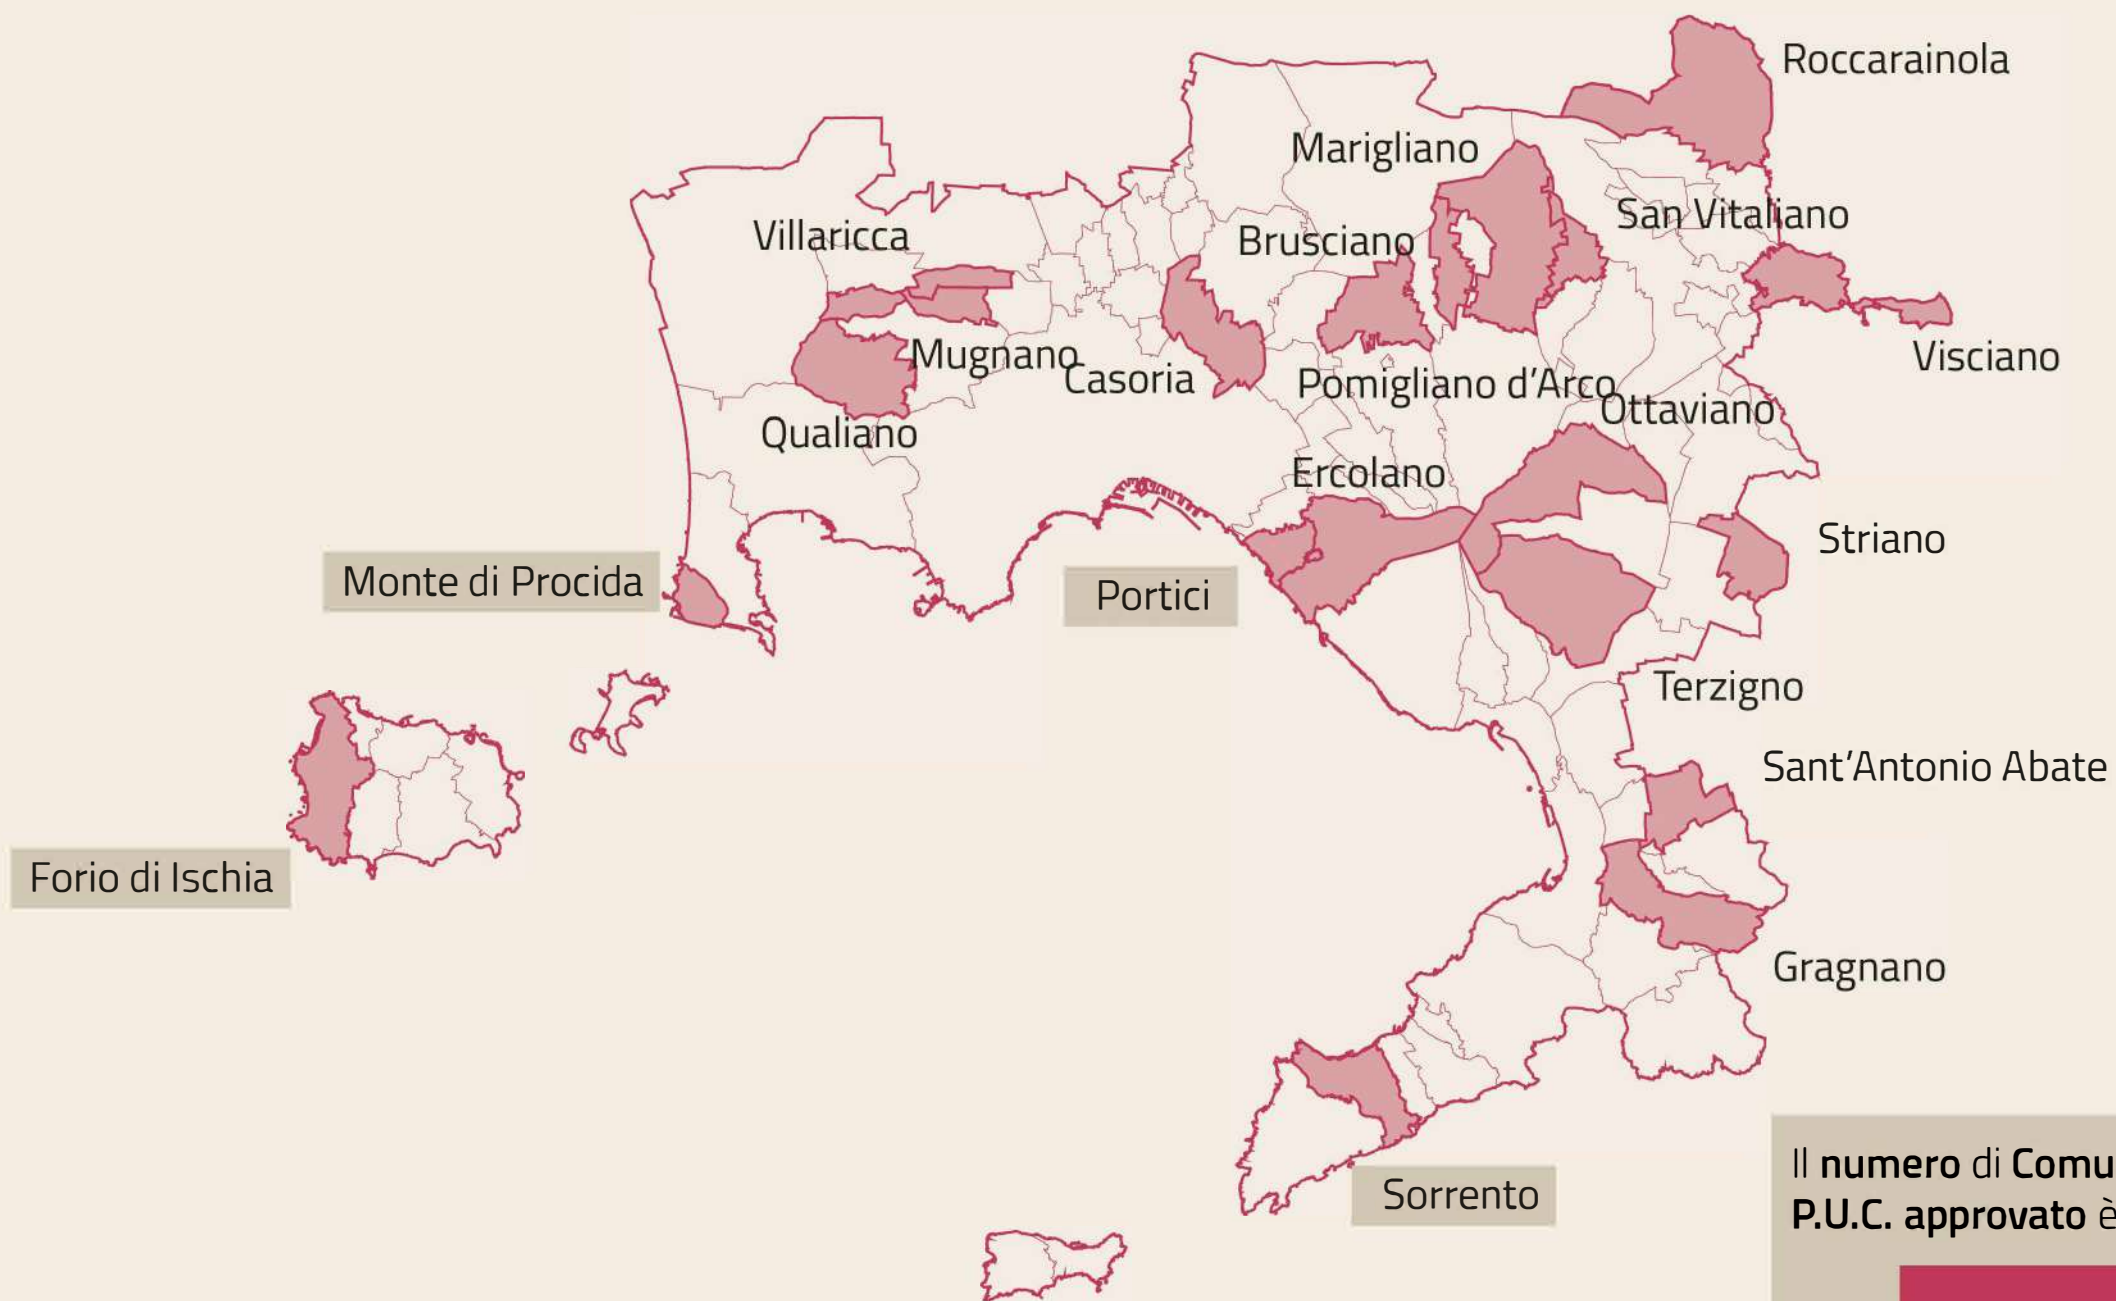 Roccarainola
Marigliano
San Vitaliano
Villaricca
Brusciano
Mugnano
Casoria
Pomigliano d'Arco
Visciano
Ottaviano
Qualiano
Ercolano
Striano
Monte di Procida
Portici
Terzigno
Sant'Antonio Abate
Forio di Ischia
Gragnano
Sorrento
Il numero di Comu
P.U.C. approvato è